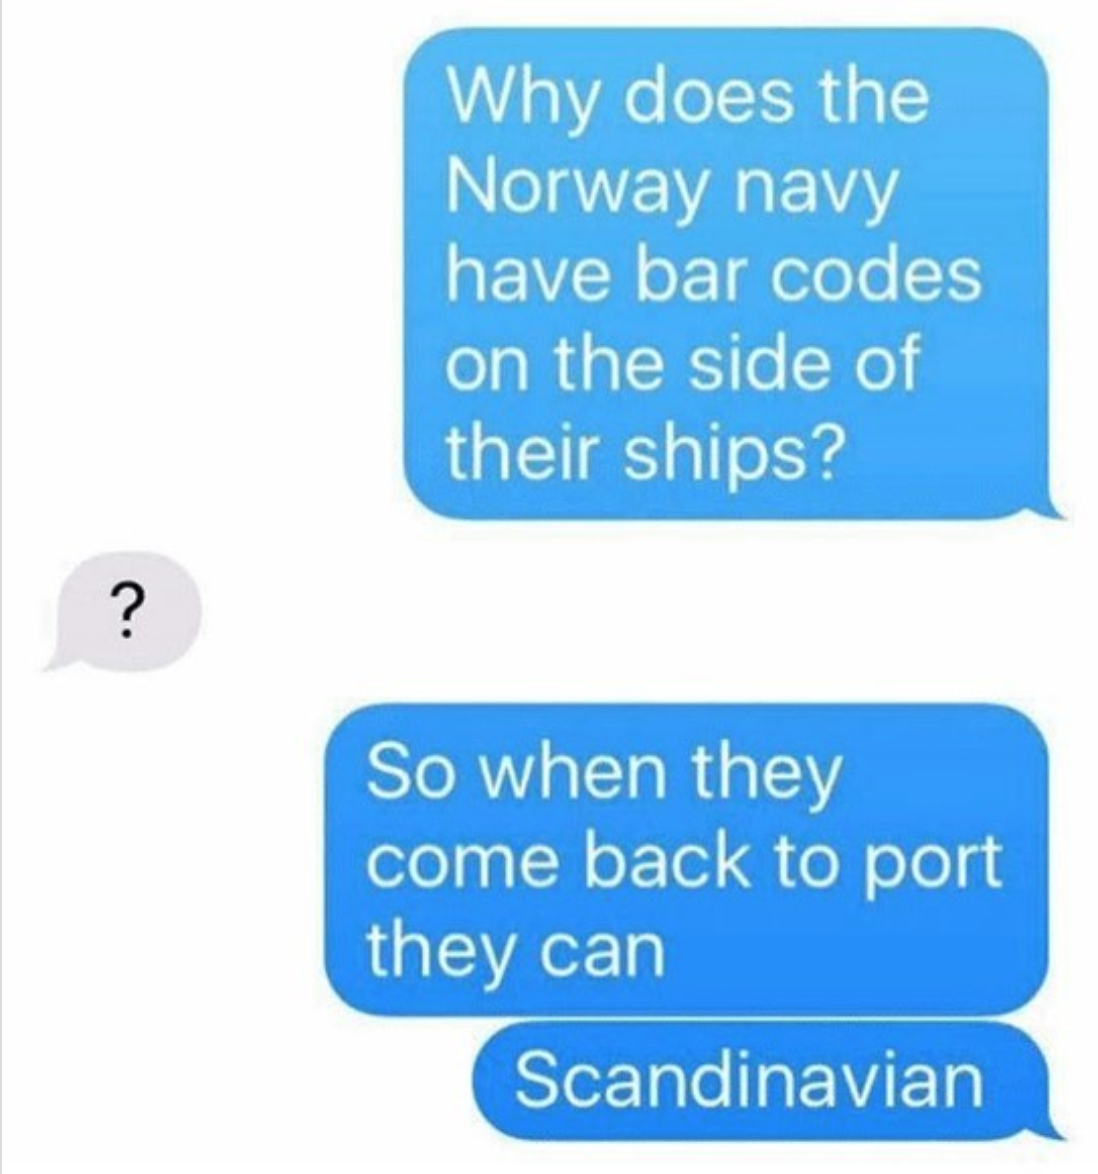 Why does the
Norway navy
have bar codes
on the side of
their ships?
?
So when they
come back to port
they can
Scandinavian